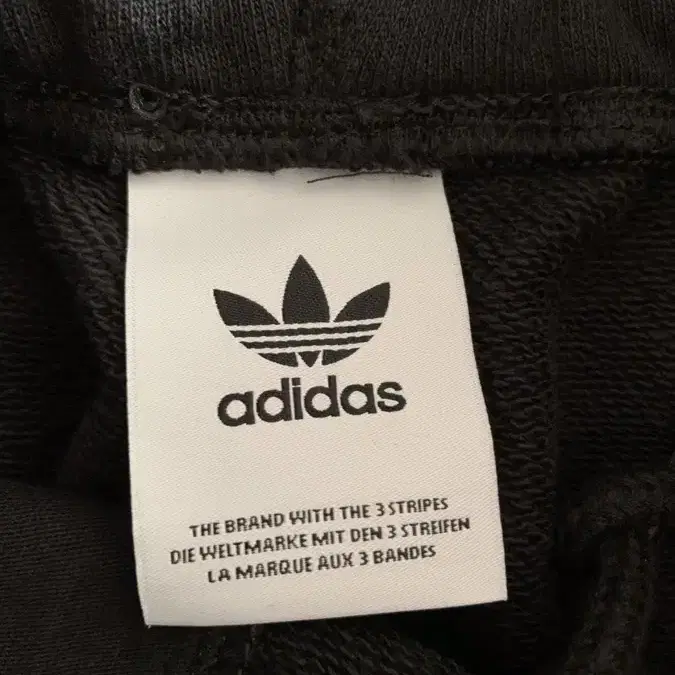 adidas
THE BRAND WITH THE 3 STRIPES
DIE WELTMARKE MIT DEN 3 STREIFEN
LA MARQUE AUX 3 BANDES